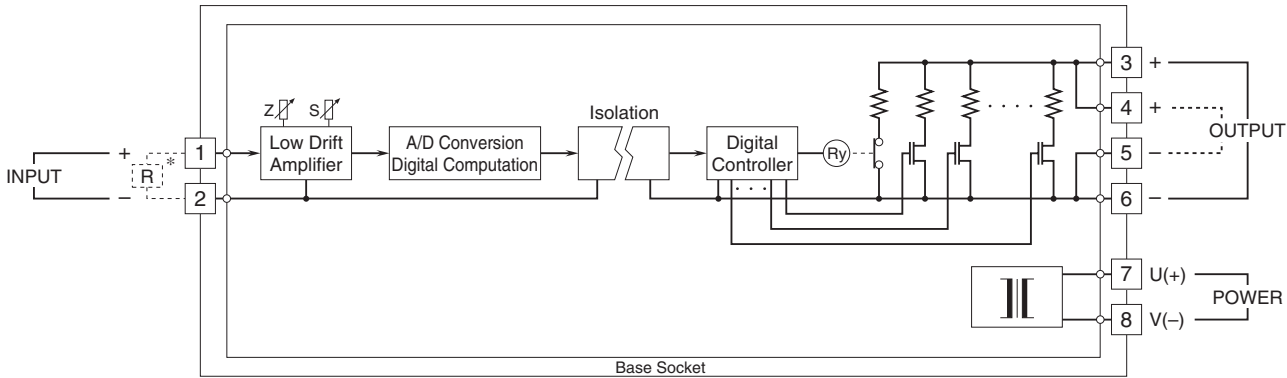 INPUT
+
−
R
*
1
2
Z
S
Low Drift
Amplifier
A/D Conversion
Digital Computation
Isolation
Digital
Controller
Ry
3 +
4 +
5 −
6 −
OUTPUT
7 U(+)
8 V(−)
POWER
Base Socket